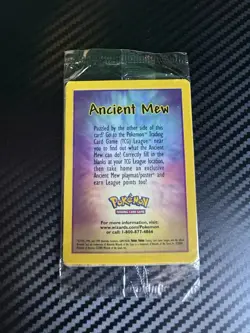 Ancient Mew
Puzzled by the other side of this
card? Go to the Pokémon Trading
Card Game (TCG) League near
you to find out what the Ancient
Mew can do! Correctly fill in the
blanks at your TCG League location,
then take home an exclusive
Ancient Mew playmat/poster and
earn League points too!
POKéMON
TRADING CARD GAME
For more information, visit:
www.wizards.com/Pokemon
or call: 1-800-877-4866